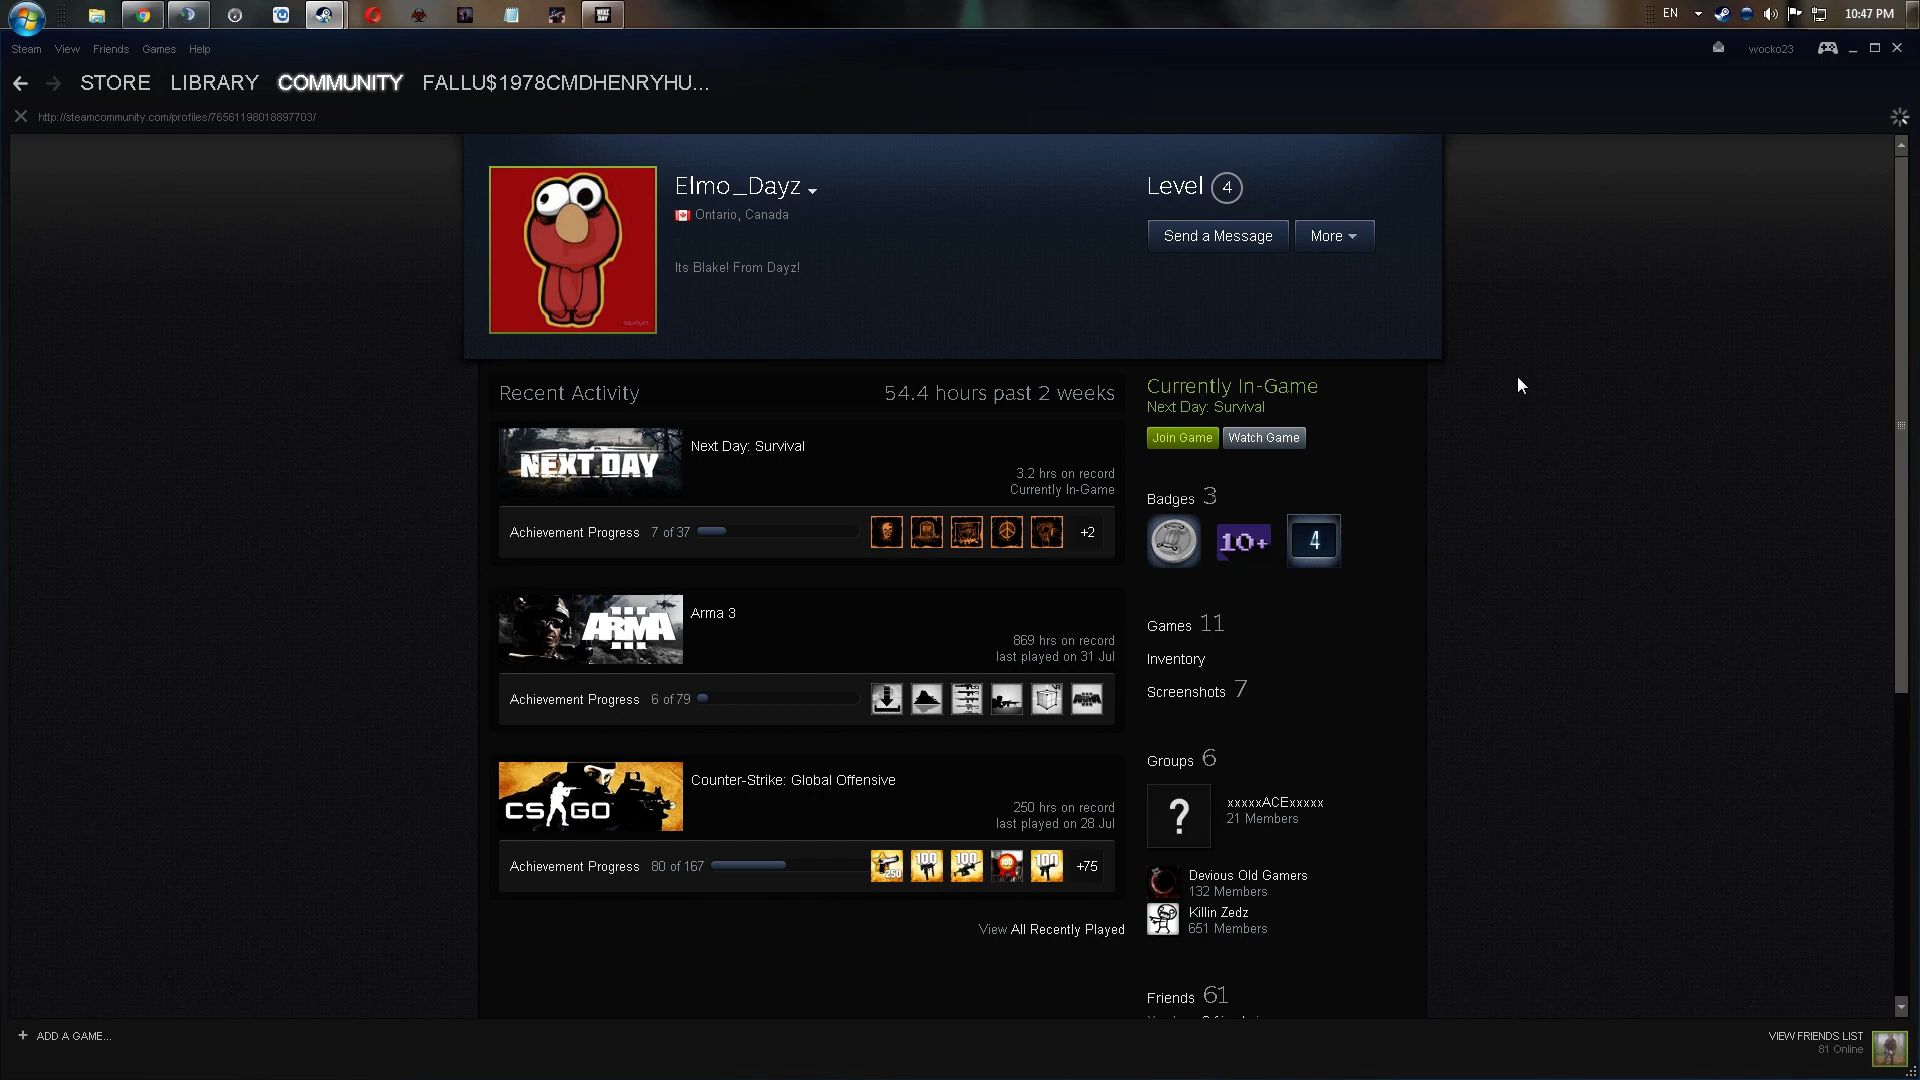 EN
10:47 PM
Steam View Friends Games Help
wocko23
STORE LIBRARY COMMUNITY FALLU$1978CMDHENRYHU...
http://steamcommunity.com/profiles/76561198018897703/
Elmo_Dayz
Level 4
Ontario, Canada
Send a Message More
Its Blake! From Dayz!
Recent Activity 54.4 hours past 2 weeks
NEXT DAY
Next Day: Survival
3.2 hrs on record
Currently In-Game
Achievement Progress 7 of 37 +2
ARMA III
Arma 3
869 hrs on record
last played on 31 Jul
Achievement Progress 6 of 79
CS GO
Counter-Strike: Global Offensive
250 hrs on record
last played on 28 Jul
Achievement Progress 80 of 167 250 100 100 100 100 +75
View All Recently Played
Currently In-Game
Next Day: Survival
Join Game Watch Game
Badges 3
10+ 4
Games 11
Inventory
Screenshots 7
Groups 6
?
xxxxxACExxxxx
21 Members
Devious Old Gamers
132 Members
Killin Zedz
651 Members
Friends 61
+ ADD A GAME...
VIEW FRIENDS LIST
81 Online